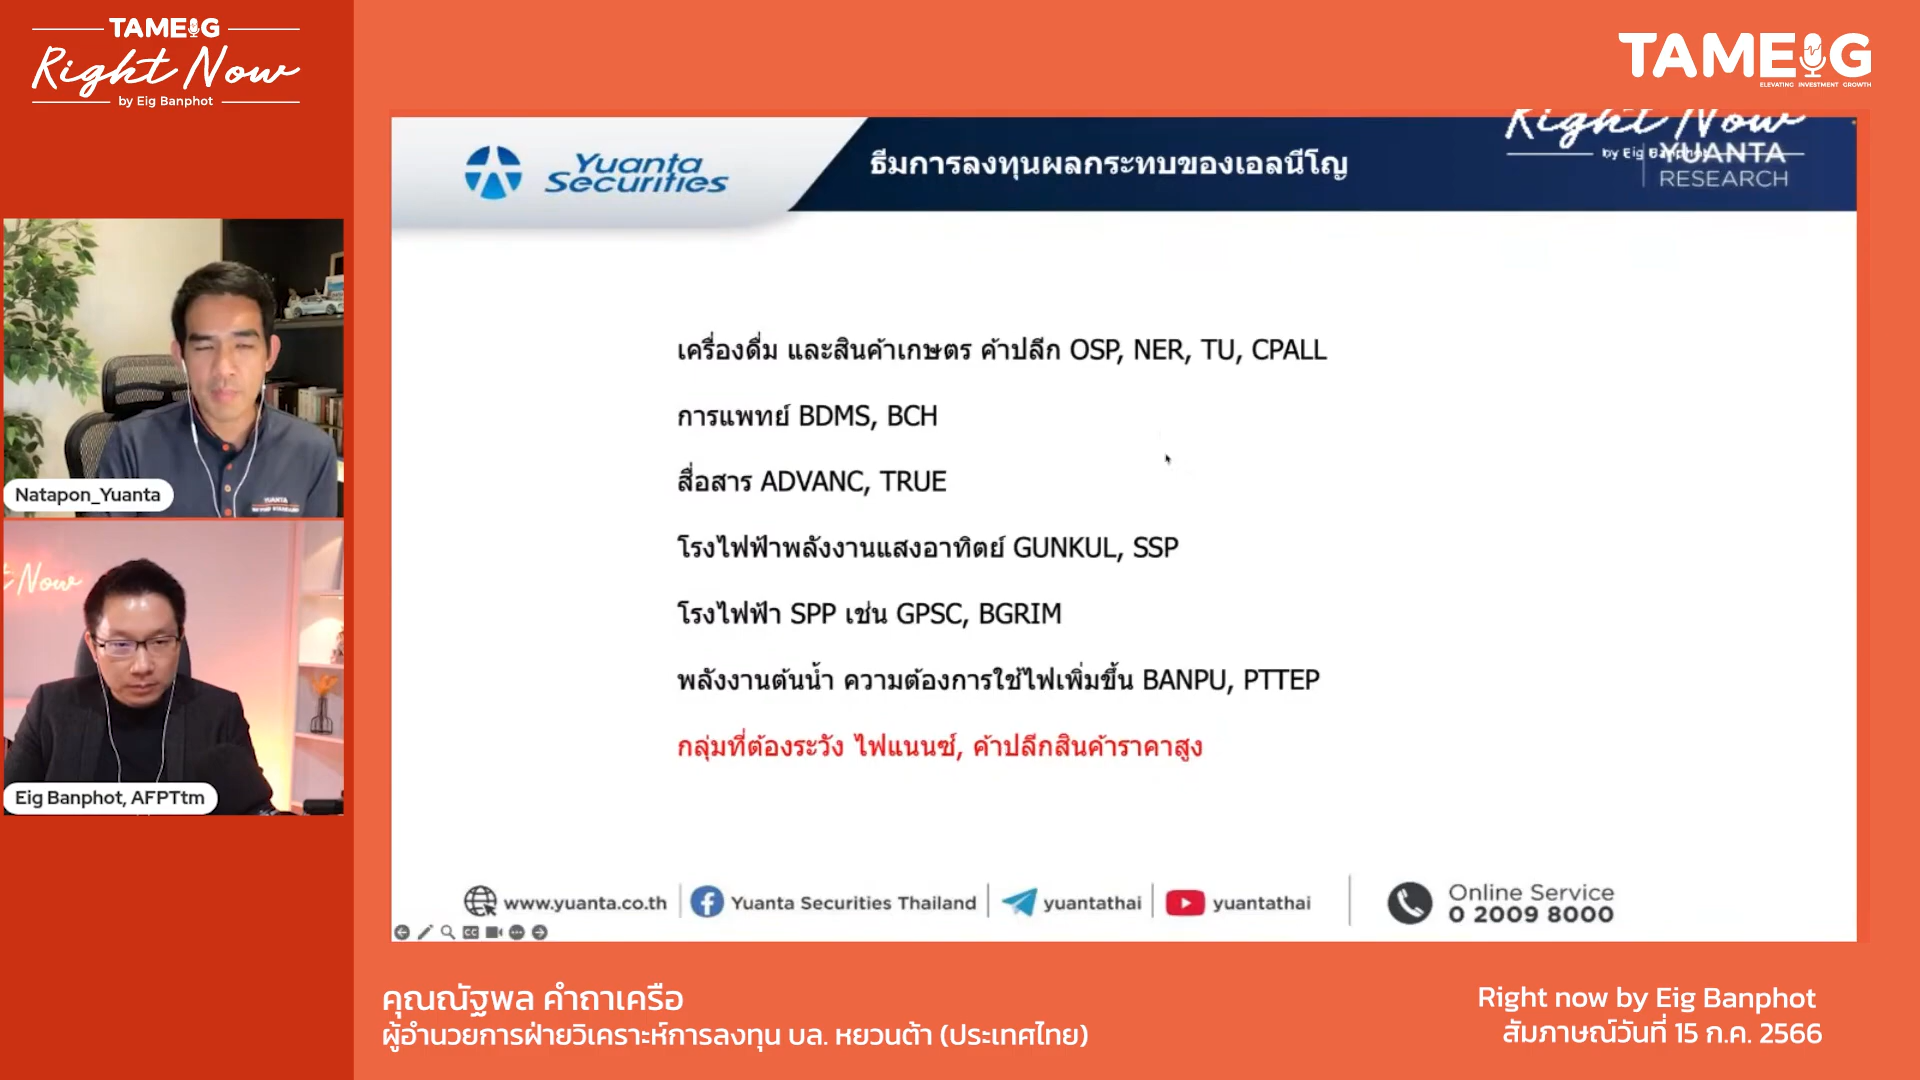 TAMEIG
Right Now
by Eig Banphot
TAMEIG
ELEVATING INVESTMENT GROWTH
Yuanta
Securities
ธีมการลงทุนผลกระทบของเอลนีโญ
Right Now
by Eig Banphot
YUANTA
RESEARCH
เครื่องดื่ม และสินค้าเกษตร ค้าปลีก OSP, NER, TU, CPALL
การแพทย์ BDMS, BCH
สื่อสาร ADVANC, TRUE
โรงไฟฟ้าพลังงานแสงอาทิตย์ GUNKUL, SSP
โรงไฟฟ้า SPP เช่น GPSC, BGRIM
พลังงานต้นน้ำ ความต้องการใช้ไฟเพิ่มขึ้น BANPU, PTTEP
กลุ่มที่ต้องระวัง ไฟแนนซ์, ค้าปลีกสินค้าราคาสูง
Natapon_Yuanta
YUANTA
t Now
Eig Banphot, AFPTtm
www.yuanta.co.th
Yuanta Securities Thailand
yuantathai
yuantathai
Online Service
0 2009 8000
CC
คุณณัฐพล คำถาเครือ
ผู้อำนวยการฝ่ายวิเคราะห์การลงทุน บล. หยวนต้า (ประเทศไทย)
Right now by Eig Banphot
สัมภาษณ์วันที่ 15 ก.ค. 2566